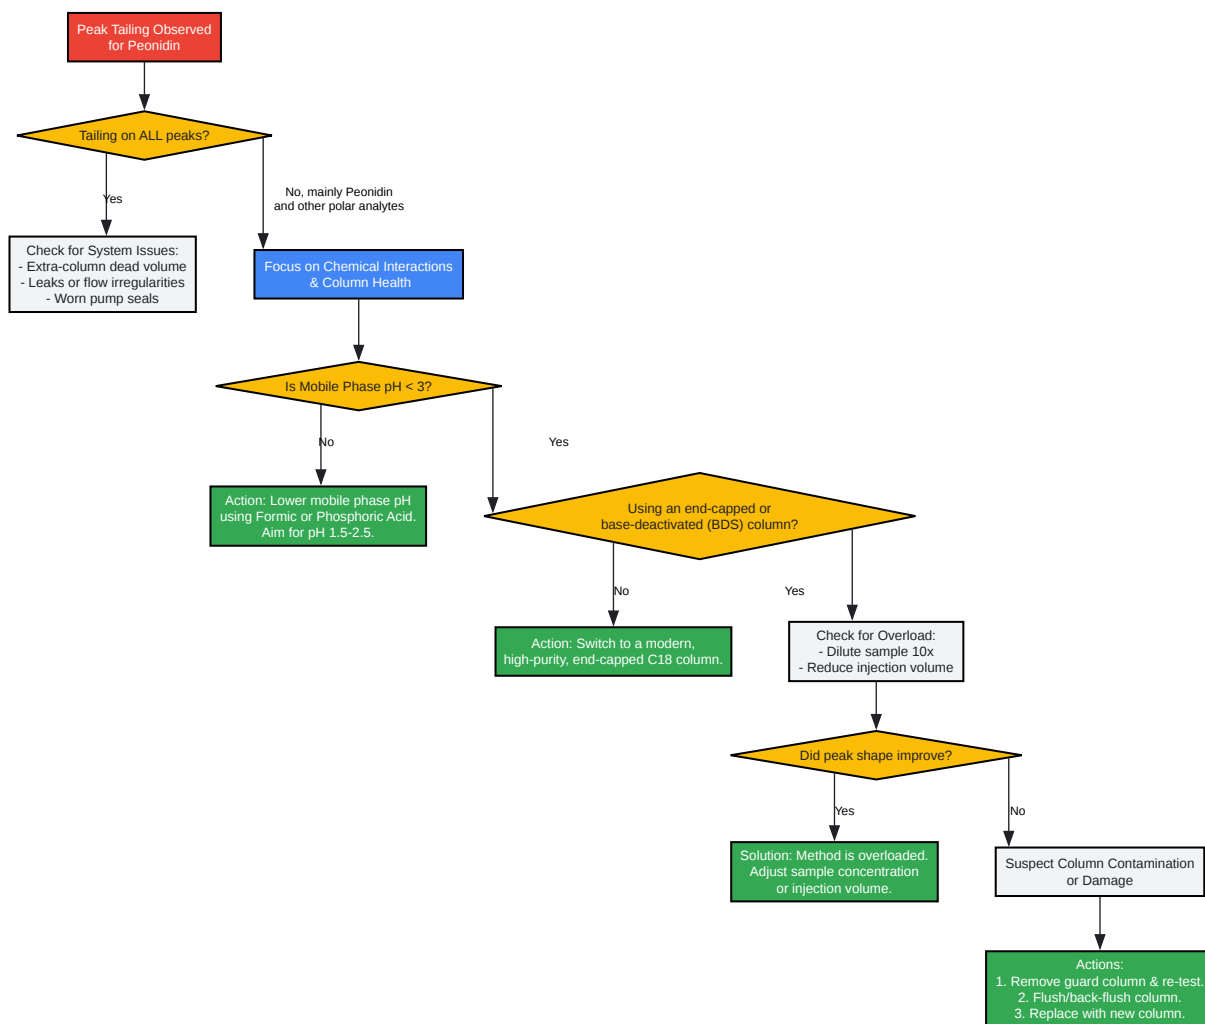 Peak Tailing Observed
for Peonidin
Tailing on ALL peaks?
Yes
No, mainly Peonidin
and other polar analytes
Check for System Issues:
- Extra-column dead volume
- Leaks or flow irregularities
- Worn pump seals
Focus on Chemical Interactions
& Column Health
Is Mobile Phase pH < 3?
No
Yes
Action: Lower mobile phase pH
using Formic or Phosphoric Acid.
Aim for pH 1.5-2.5.
Using an end-capped or
base-deactivated (BDS) column?
No
Yes
Action: Switch to a modern,
high-purity, end-capped C18 column.
Check for Overload:
- Dilute sample 10x
- Reduce injection volume
Did peak shape improve?
Yes
No
Solution: Method is overloaded.
Adjust sample concentration
or injection volume.
Suspect Column Contamination
or Damage
Actions:
1. Remove guard column & re-test.
2. Flush/back-flush column.
3. Replace with new column.